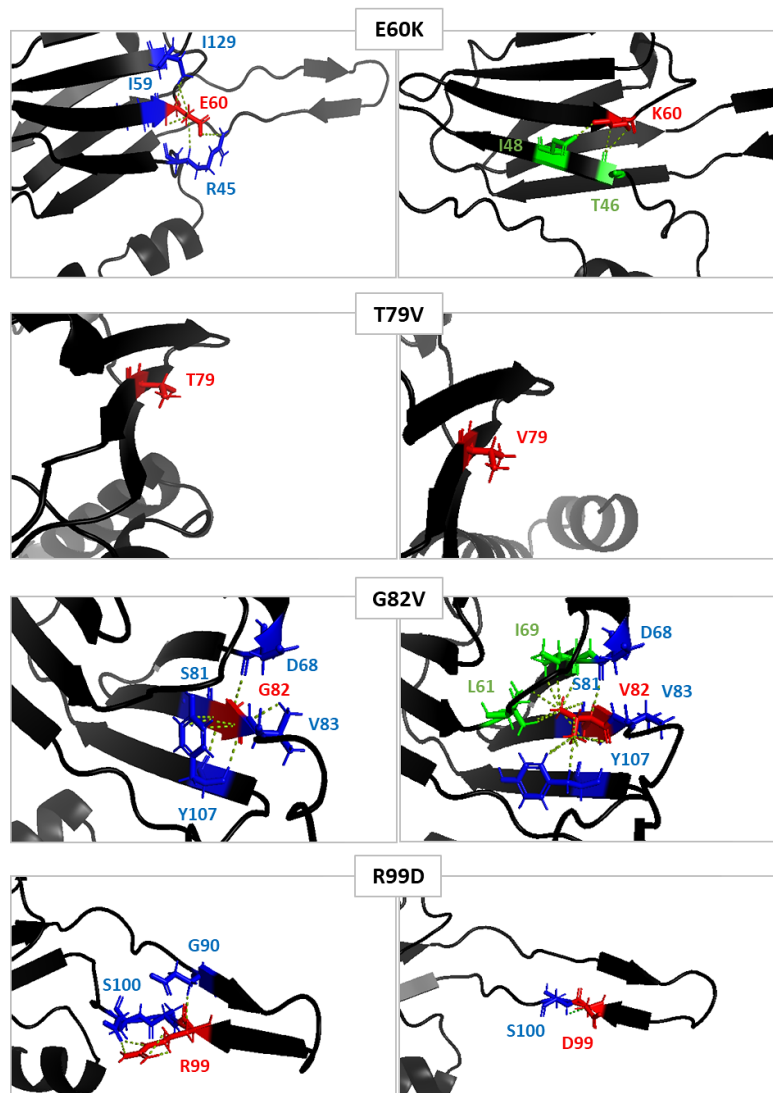 E60K
I129
I59
E60
R45
K60
I48
T46
T79V
T79
V79
G82V
S81
D68
G82
V83
Y107
I69
D68
L61
S81
V82
V83
Y107
R99D
G90
S100
R99
S100
D99